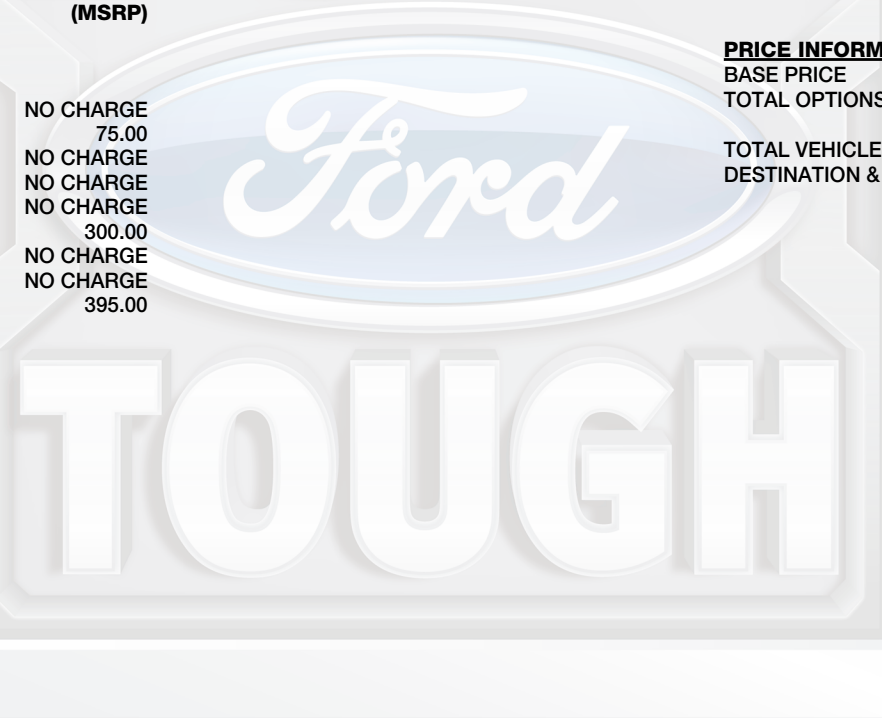 (MSRP)
NO CHARGE
75.00
NO CHARGE
NO CHARGE
NO CHARGE
300.00
NO CHARGE
NO CHARGE
395.00
PRICE INFORM
BASE PRICE
TOTAL OPTIONS
TOTAL VEHICLE
DESTINATION &
Ford
TOUGH